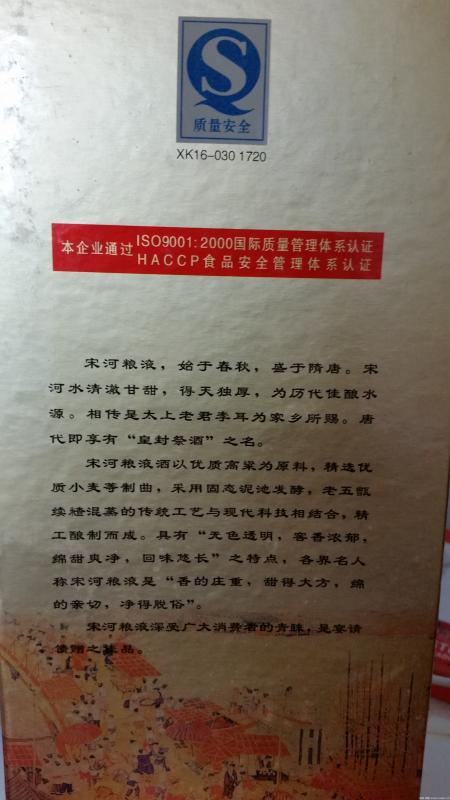 S
质量安全
XK16-030 1720
本企业通过
ISO9001:2000国际质量管理体系认证
HACCP食品安全管理体系认证
宋河粮液，始于春秋，盛于隋唐。宋
河水清澈甘甜，得天独厚，为历代佳酿水
源。相传是太上老君李耳为家乡所赐。唐
代即享有“皇封祭酒”之名。
宋河粮液酒以优质高粱为原料，精选优
质小麦等制曲，采用固态泥池发酵，老五甑
续楂混蒸的传统工艺与现代科技相结合，精
工酿制而成。具有“无色透明，窖香浓郁，
绵甜爽净，回味悠长”之特点，各界名人
称宋河粮液是“香的庄重，甜得大方，绵
的亲切，净得脱俗”。
宋河粮液深受广大消费者的青睐，是宴请
馈赠之臻品。